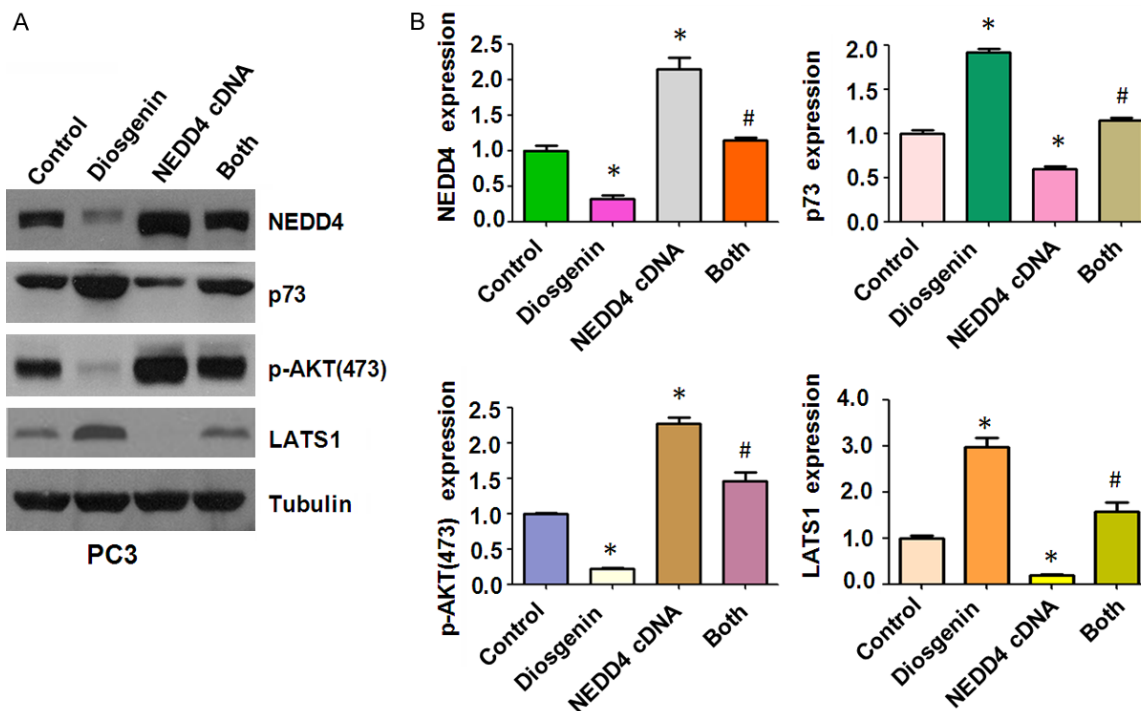 A
Control
Diosgenin
NEDD4 cDNA
Both
NEDD4
p73
p-AKT(473)
LATS1
Tubulin
PC3
B
NEDD4 expression
2.5
2.0
1.5
1.0
0.5
0.0
*
*
#
Control
Diosgenin
NEDD4 cDNA
Both
p73 expression
2.0
1.5
1.0
0.5
0.0
*
*
#
Control
Diosgenin
NEDD4 cDNA
Both
p-AKT(473) expression
2.5
2.0
1.5
1.0
0.5
0.0
*
*
#
Control
Diosgenin
NEDD4 cDNA
Both
LATS1 expression
4.0
3.0
2.0
1.0
0.0
*
*
#
Control
Diosgenin
NEDD4 cDNA
Both